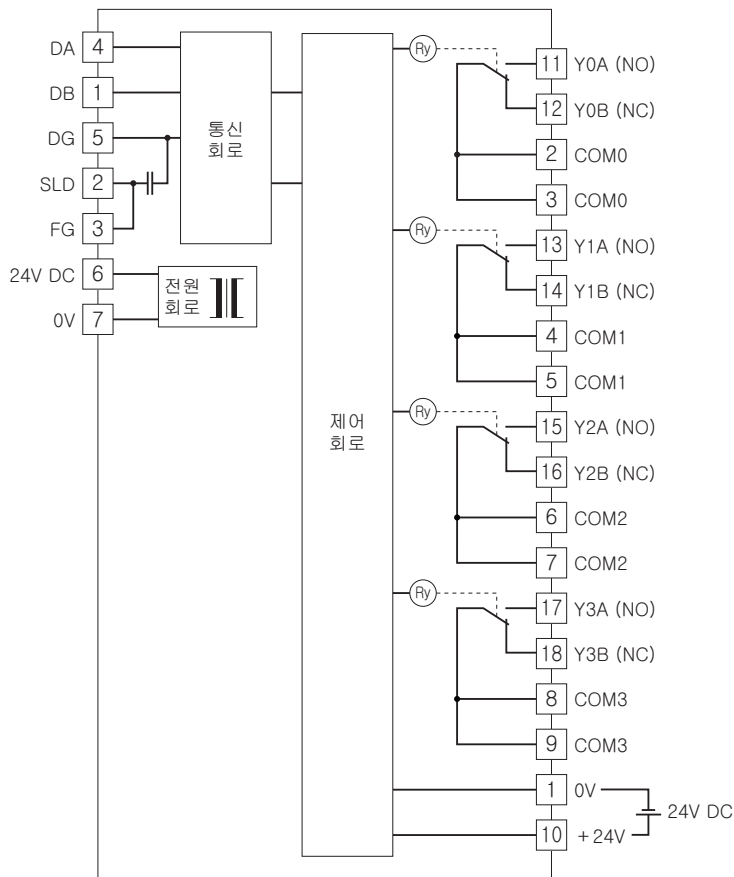 DA 4
DB 1
DG 5
SLD 2
FG 3
24V DC 6
0V 7
통신
회로
전원
회로
제어
회로
Ry
11 Y0A (NO)
12 Y0B (NC)
2 COM0
3 COM0
Ry
13 Y1A (NO)
14 Y1B (NC)
4 COM1
5 COM1
Ry
15 Y2A (NO)
16 Y2B (NC)
6 COM2
7 COM2
Ry
17 Y3A (NO)
18 Y3B (NC)
8 COM3
9 COM3
1 0V
10 +24V
24V DC